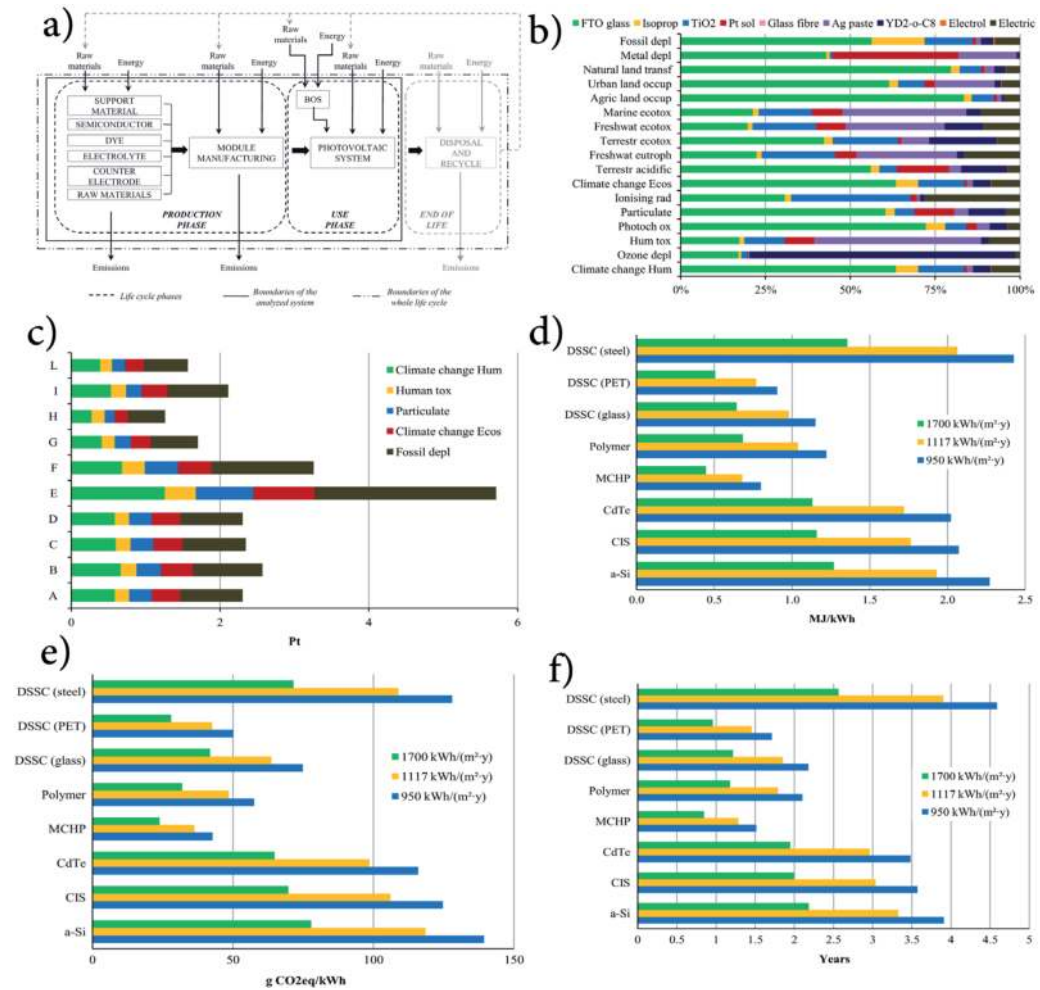 a)
Raw
materials
Energy
Raw
materials
Energy
Raw
materials
Energy
Raw
materials
Energy
Raw
materials
Energy
SUPPORT
MATERIAL
SEMICONDUCTOR
DYE
ELECTROLYTE
COUNTER
ELECTRODE
RAW MATERIALS
MODULE
MANUFACTURING
BOS
PHOTOVOLTAIC
SYSTEM
DISPOSAL
AND
RECYCLE
PRODUCTION
PHASE
USE
PHASE
END OF
LIFE
Emissions
Emissions
Emissions
Life cycle phases
Boundaries of the
analyzed system
Boundaries of the
whole life cycle
b)
FTO glass Isoprop TiO2 Pt sol Glass fibre Ag paste YD2-o-C8 Electrol Electric
Fossil depl
Metal depl
Natural land transf
Urban land occup
Agric land occup
Marine ecotox
Freshwat ecotox
Terrestr ecotox
Freshwat eutroph
Terrestr acidific
Climate change Ecos
Ionising rad
Particulate
Photoch ox
Hum tox
Ozone depl
Climate change Hum
0% 25% 50% 75% 100%
c)
L
I
H
G
F
E
D
C
B
A
Climate change Hum
Human tox
Particulate
Climate change Ecos
Fossil depl
0 2 4 6
Pt
d)
DSSC (steel)
DSSC (PET)
DSSC (glass)
Polymer
MCHP
CdTe
CIS
a-Si
1700 kWh/(m²·y)
1117 kWh/(m²·y)
950 kWh/(m²·y)
0.0 0.5 1.0 1.5 2.0 2.5
MJ/kWh
e)
DSSC (steel)
DSSC (PET)
DSSC (glass)
Polymer
MCHP
CdTe
CIS
a-Si
1700 kWh/(m²·y)
1117 kWh/(m²·y)
950 kWh/(m²·y)
0 50 100 150
g CO2eq/kWh
f)
DSSC (steel)
DSSC (PET)
DSSC (glass)
Polymer
MCHP
CdTe
CIS
a-Si
1700 kWh/(m²·y)
1117 kWh/(m²·y)
950 kWh/(m²·y)
0 0.5 1 1.5 2 2.5 3 3.5 4 4.5 5
Years